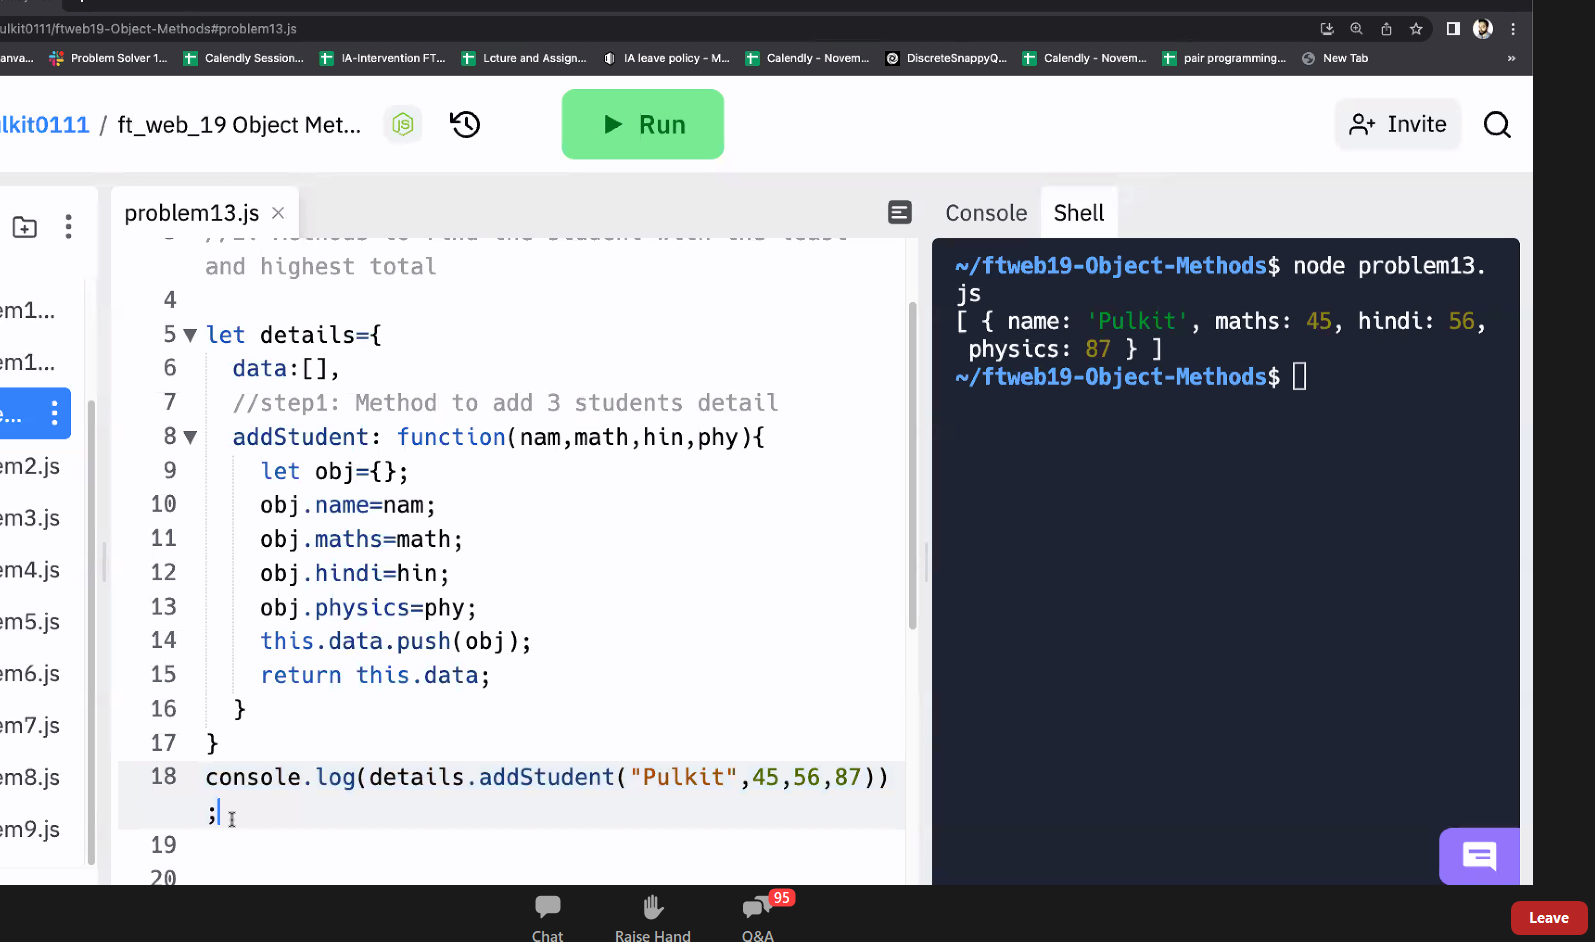 ulkit0111/ftweb19-Object-Methods#problem13.js
anva... Problem Solver 1... Calendly Session... IA-Intervention FT... Lcture and Assign... IA leave policy - M... Calendly - Novem... DiscreteSnappyQ... Calendly - Novem... pair programming... New Tab »
lkit0111 / ft_web_19 Object Met... JS Run Invite
problem13.js × Console Shell
and highest total
4
5 let details={
6 data:[],
7 //step1: Method to add 3 students detail
8 addStudent: function(nam,math,hin,phy){
9 let obj={};
10 obj.name=nam;
11 obj.maths=math;
12 obj.hindi=hin;
13 obj.physics=phy;
14 this.data.push(obj);
15 return this.data;
16 }
17 }
18 console.log(details.addStudent("Pulkit",45,56,87))
;
19
20
em1...
em1...
e...
em2.js
em3.js
em4.js
em5.js
em6.js
em7.js
em8.js
em9.js
~/ftweb19-Object-Methods$ node problem13.
js
[ { name: 'Pulkit', maths: 45, hindi: 56,
physics: 87 } ]
~/ftweb19-Object-Methods$
95
Chat Raise Hand Q&A Leave